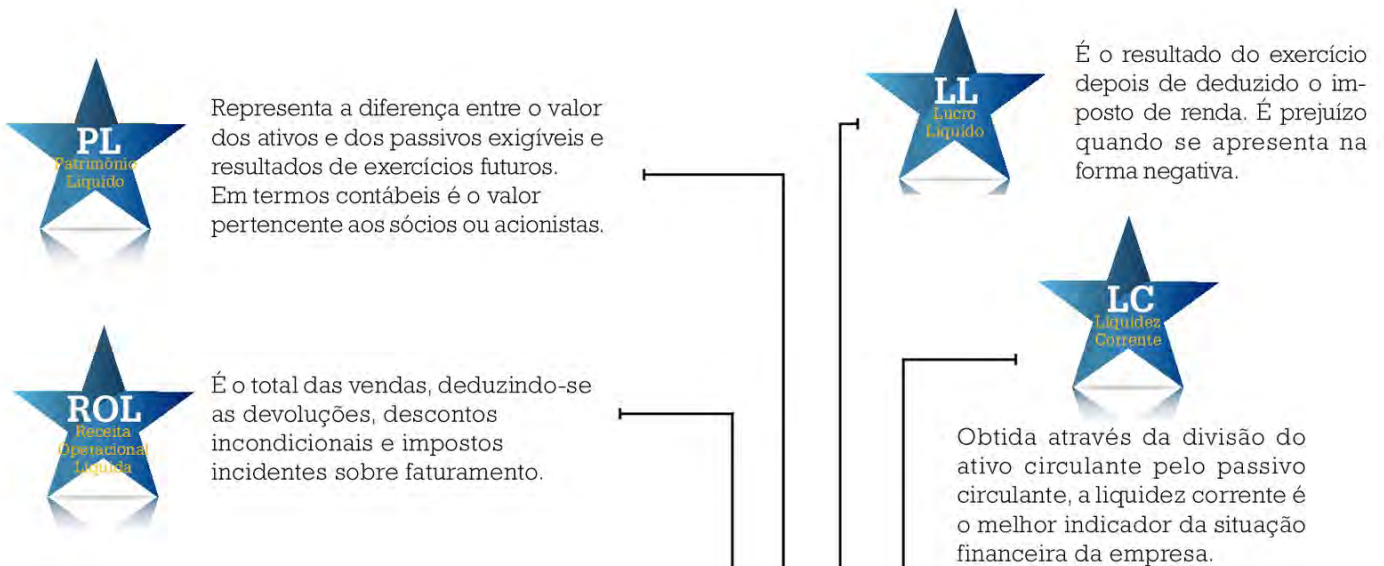 PL
Patrimônio
Líquido
Representa a diferença entre o valor
dos ativos e dos passivos exigíveis e
resultados de exercícios futuros.
Em termos contábeis é o valor
pertencente aos sócios ou acionistas.
ROL
Receita
Operacional
Líquida
É o total das vendas, deduzindo-se
as devoluções, descontos
incondicionais e impostos
incidentes sobre faturamento.
LL
Lucro
Líquido
É o resultado do exercício
depois de deduzido o im-
posto de renda. É prejuízo
quando se apresenta na
forma negativa.
LC
Liquidez
Corrente
Obtida através da divisão do
ativo circulante pelo passivo
circulante, a liquidez corrente é
o melhor indicador da situação
financeira da empresa.